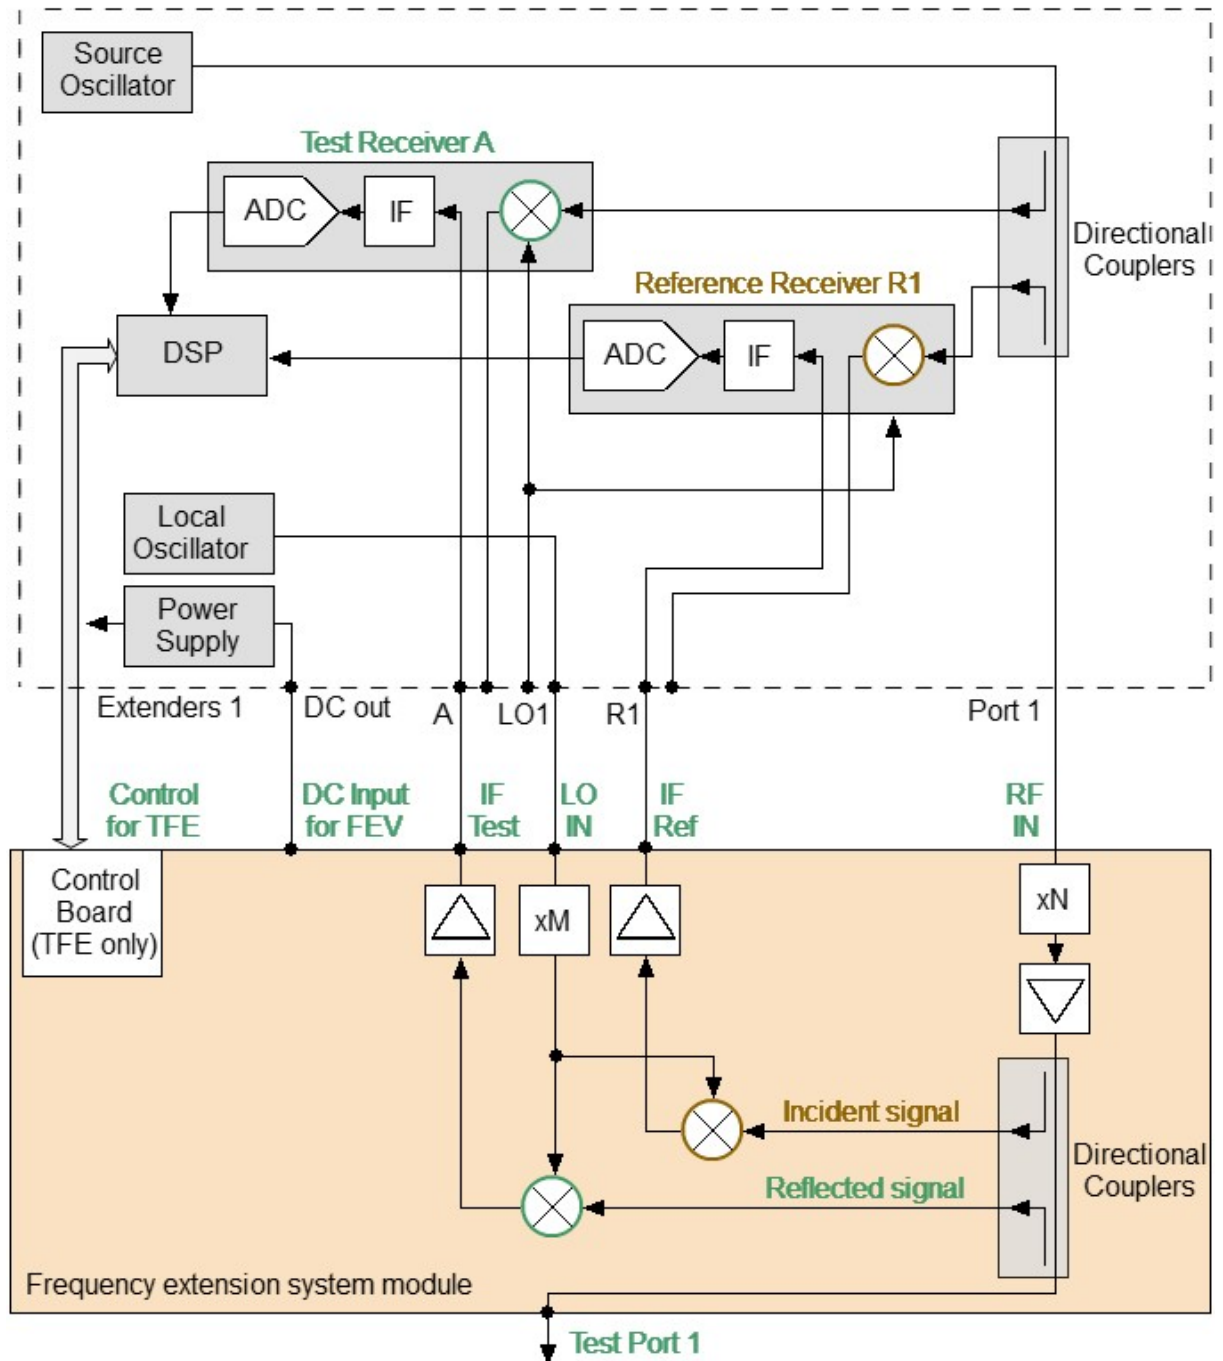 Source
Oscillator
Test Receiver A
ADC
IF
Directional
Couplers
Reference Receiver R1
DSP
ADC
IF
Local
Oscillator
Power
Supply
Extenders 1
DC out
A
LO1
R1
Port 1
Control
for TFE
DC Input
for FEV
IF
Test
LO
IN
IF
Ref
RF
IN
Control
Board
(TFE only)
xM
xN
Incident signal
Directional
Couplers
Reflected signal
Frequency extension system module
Test Port 1